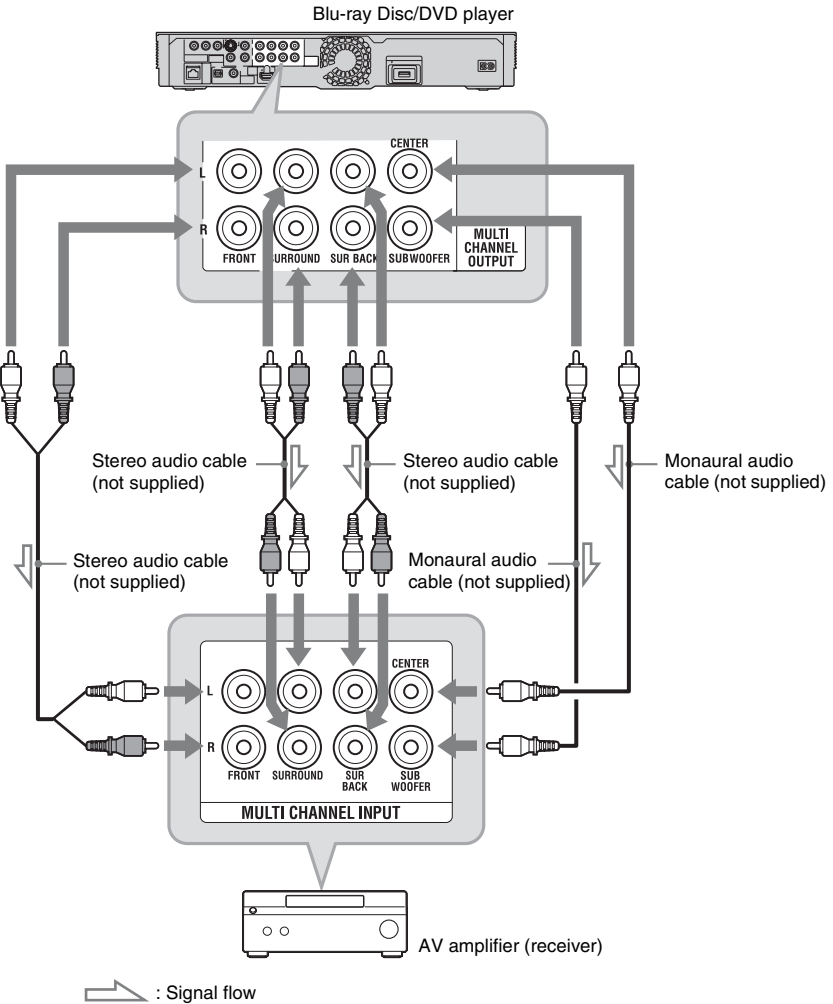 Blu-ray Disc/DVD player
CENTER
L
R
FRONT
SURROUND
SUR BACK
SUB WOOFER
MULTI
CHANNEL
OUTPUT
Stereo audio cable
(not supplied)
Stereo audio cable
(not supplied)
Monaural audio
cable (not supplied)
Stereo audio cable
(not supplied)
Monaural audio
cable (not supplied)
CENTER
L
R
FRONT
SURROUND
SUR
BACK
SUB
WOOFER
MULTI CHANNEL INPUT
AV amplifier (receiver)
: Signal flow